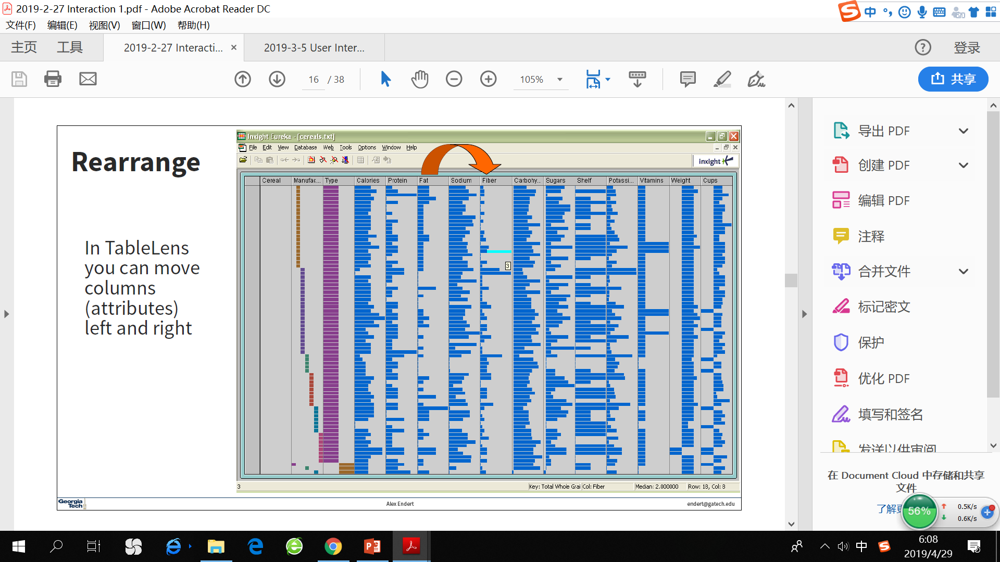 2019-2-27 Interaction 1.pdf - Adobe Acrobat Reader DC
中
文件(F) 编辑(E) 视图(V) 窗口(W) 帮助(H)
主页 工具 2019-2-27 Interacti... × 2019-3-5 User Inter... 登录
16 / 38 105% 共享
Rearrange
In TableLens
you can move
columns
(attributes)
left and right
Inxight Eureka - [cereals.txt]
File Edit View Database Web Tools Options Window Help
inxight
Cereal Manufac... Type Calories Protein Fat Sodium Fiber Carbohy... Sugars Shelf Potassi... Vitamins Weight Cups
3
3 Key: Total Whole Grai Col: Fiber Median: 2.000000 Row: 18, Col: 8
Georgia
Tech
Alex Endert
endert@gatech.edu
导出 PDF
创建 PDF
编辑 PDF
注释
合并文件
标记密文
保护
优化 PDF
填写和签名
发送以供审阅
在 Document Cloud 中存储和共享
文件
了解更
56%
0.5K/s
0.6K/s
中
6:08
2019/4/29